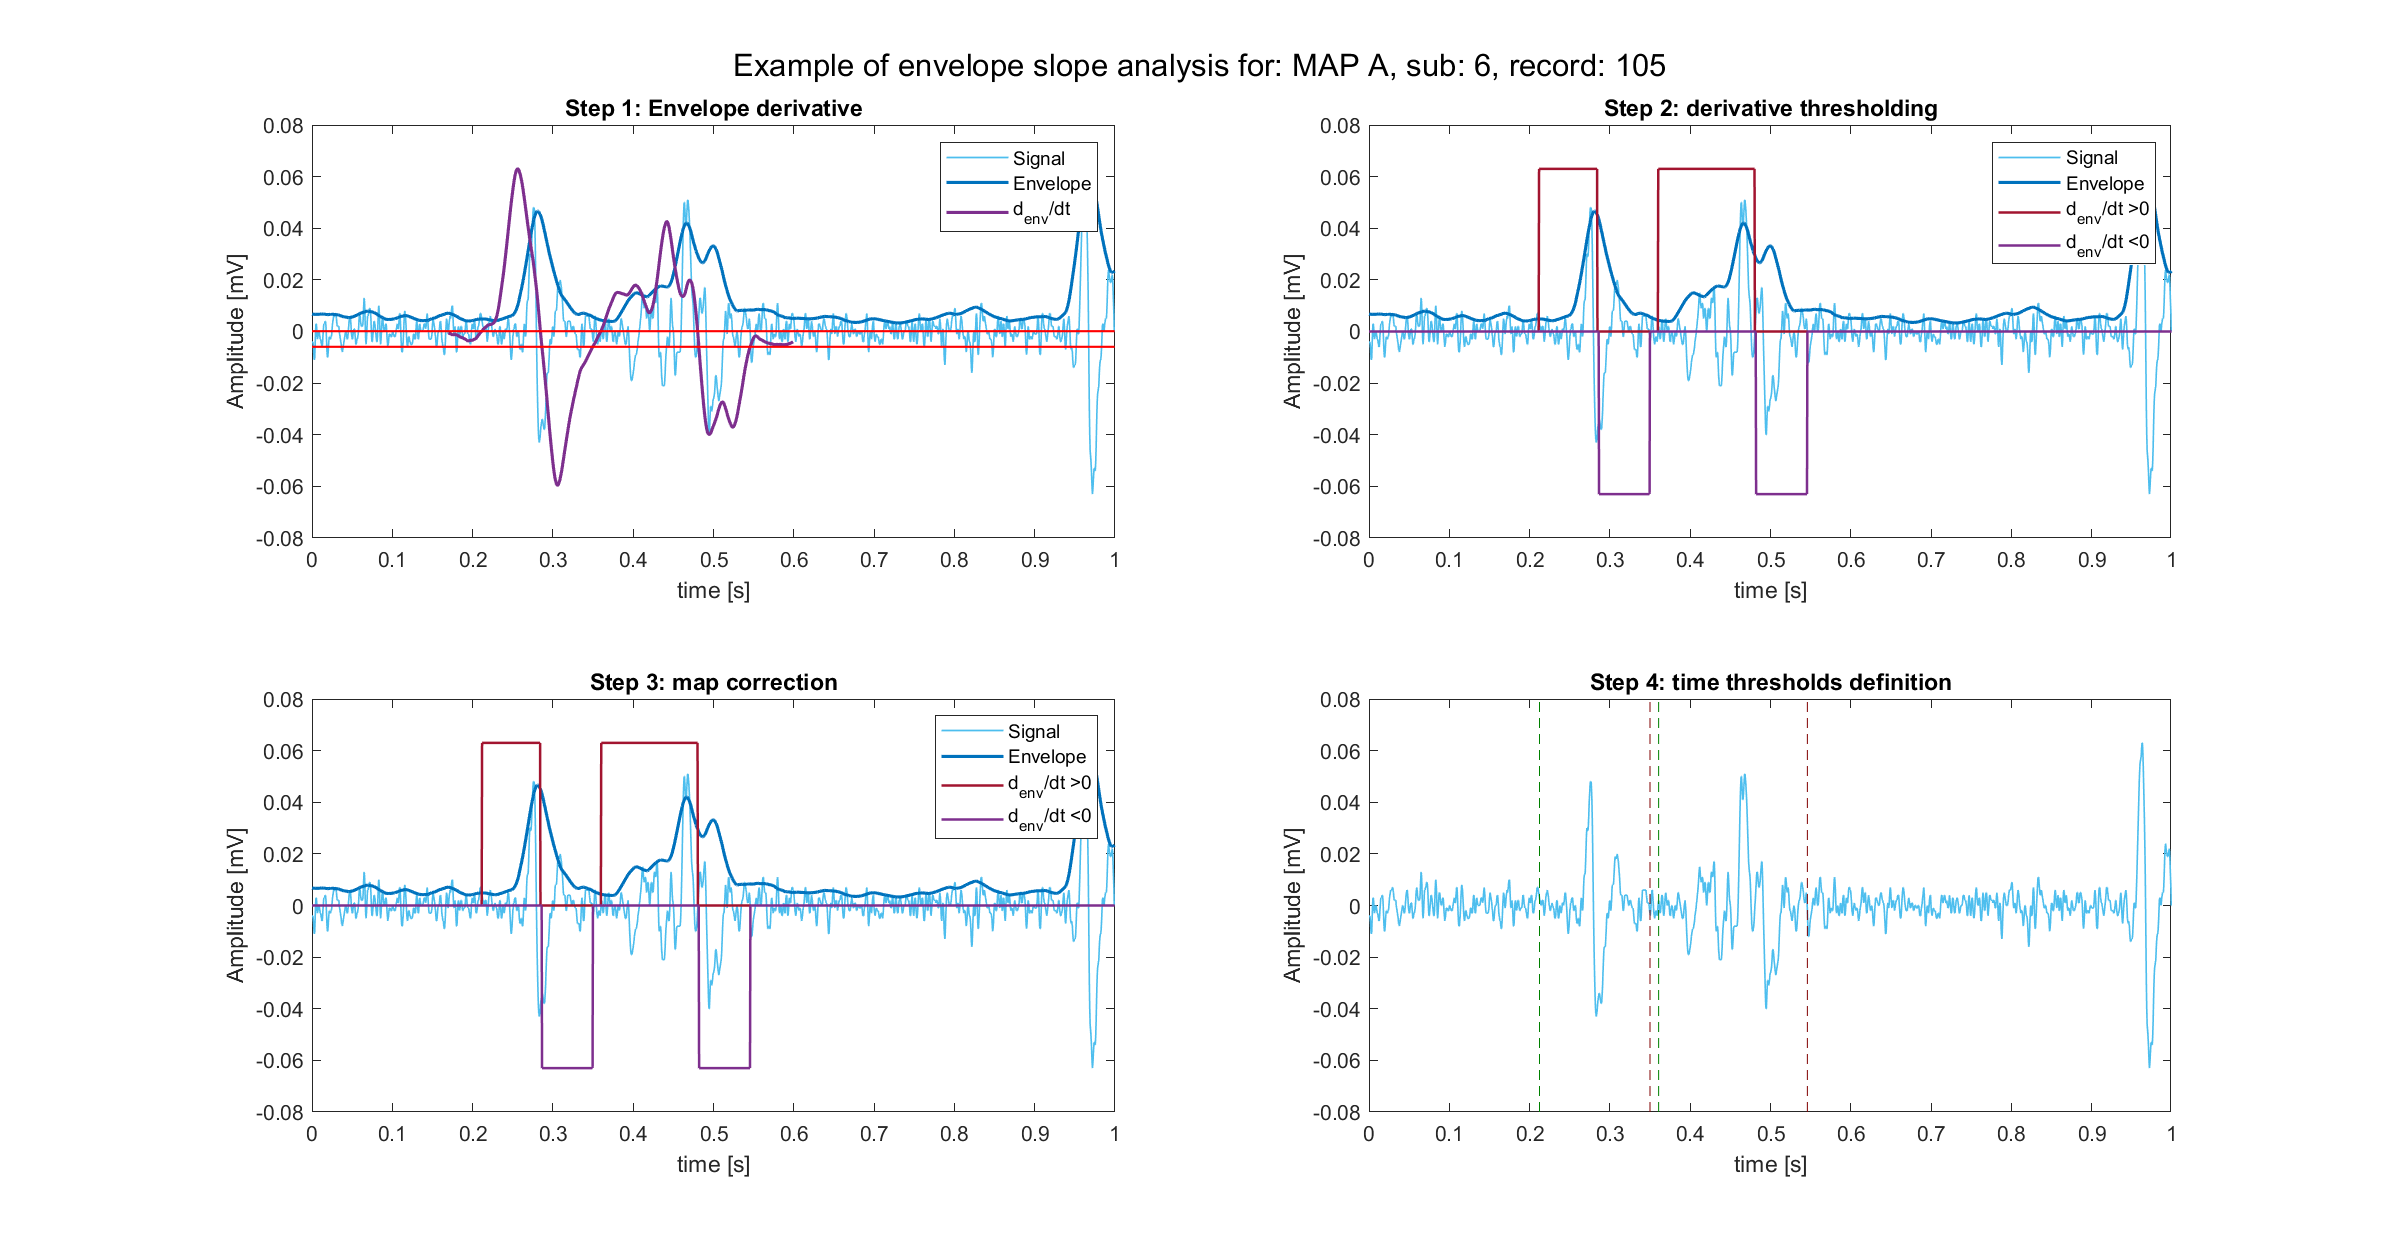 Example of envelope slope analysis for: MAP A, sub: 6, record: 105
Step 1: Envelope derivative
0.08
0.06
0.04
0.02
0
-0.02
-0.04
-0.06
-0.08
Amplitude [mV]
0 0.1 0.2 0.3 0.4 0.5 0.6 0.7 0.8 0.9 1
time [s]
Signal
Envelope
d_env/dt
Step 2: derivative thresholding
0.08
0.06
0.04
0.02
0
-0.02
-0.04
-0.06
-0.08
Amplitude [mV]
0 0.1 0.2 0.3 0.4 0.5 0.6 0.7 0.8 0.9 1
time [s]
Signal
Envelope
d_env/dt >0
d_env/dt <0
Step 3: map correction
0.08
0.06
0.04
0.02
0
-0.02
-0.04
-0.06
-0.08
Amplitude [mV]
0 0.1 0.2 0.3 0.4 0.5 0.6 0.7 0.8 0.9 1
time [s]
Signal
Envelope
d_env/dt >0
d_env/dt <0
Step 4: time thresholds definition
0.08
0.06
0.04
0.02
0
-0.02
-0.04
-0.06
-0.08
Amplitude [mV]
0 0.1 0.2 0.3 0.4 0.5 0.6 0.7 0.8 0.9 1
time [s]